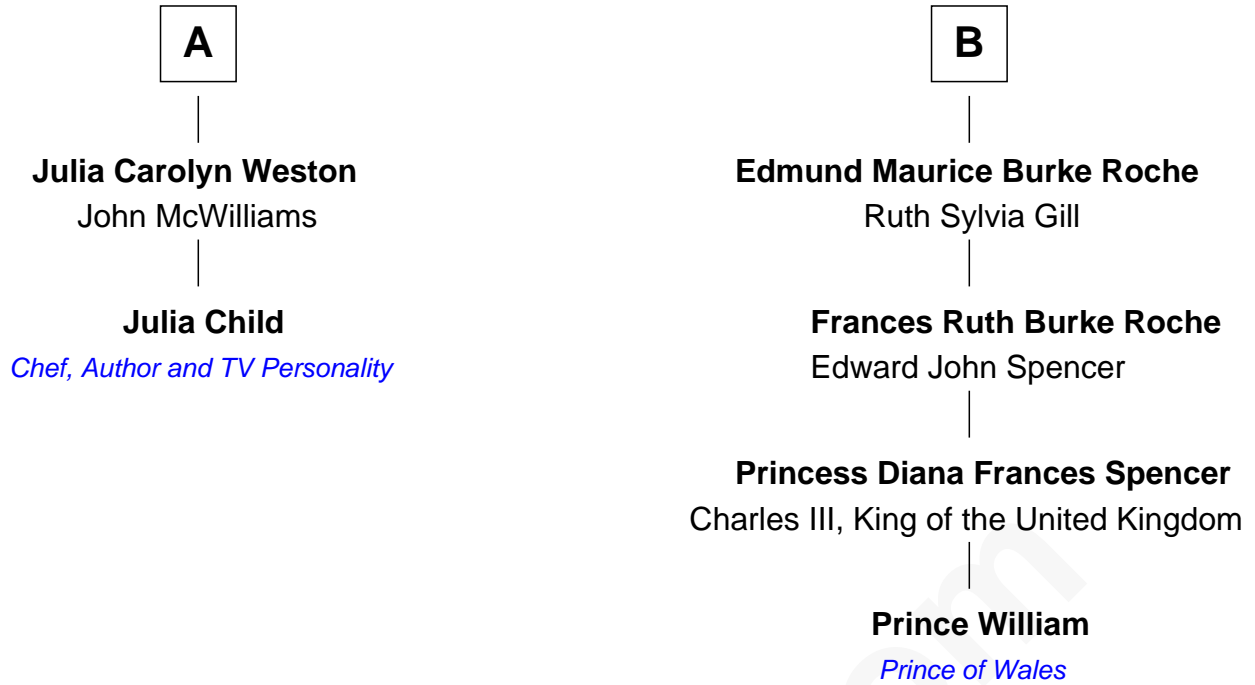 A
Julia Carolyn Weston
John McWilliams
Julia Child
Chef, Author and TV Personality
B
Edmund Maurice Burke Roche
Ruth Sylvia Gill
Frances Ruth Burke Roche
Edward John Spencer
Princess Diana Frances Spencer
Charles III, King of the United Kingdom
Prince William
Prince of Wales